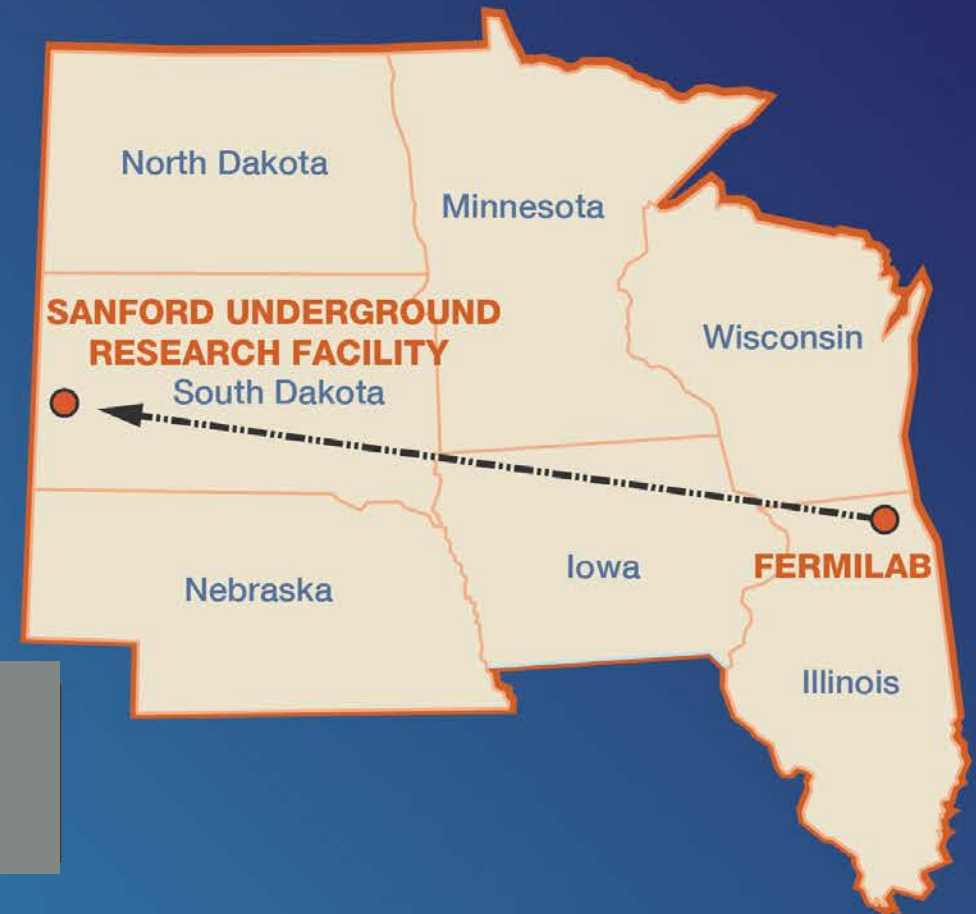 North Dakota
Minnesota
SANFORD UNDERGROUND
RESEARCH FACILITY
Wisconsin
South Dakota
FERMILAB
Iowa
Nebraska
Illinois